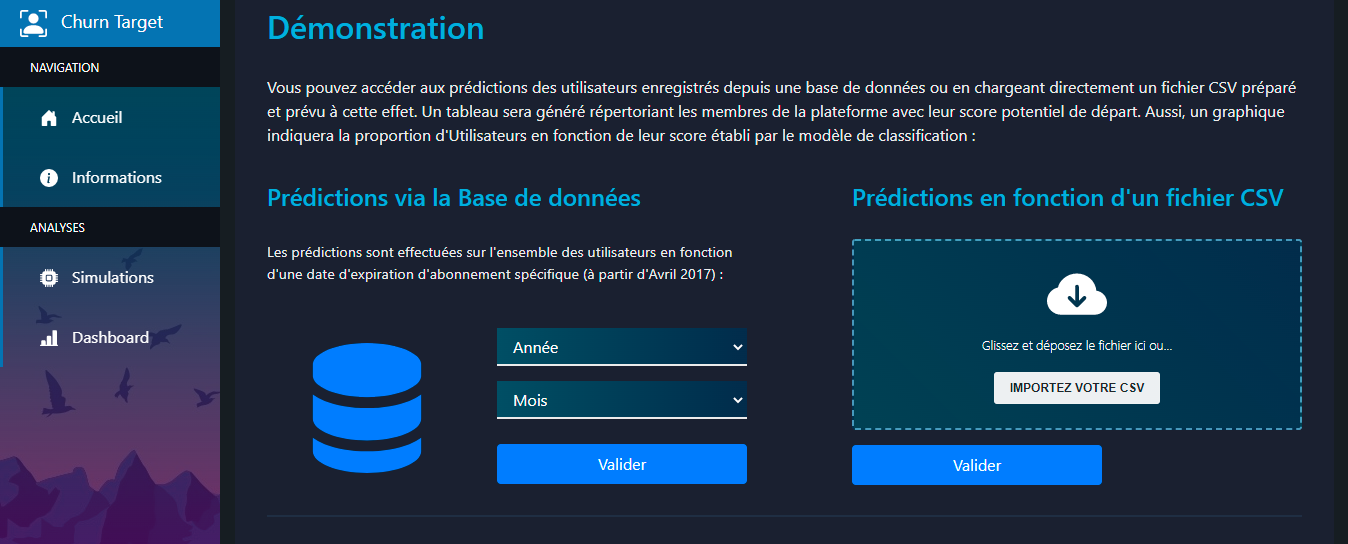 Churn Target
NAVIGATION
Accueil
Informations
ANALYSES
Simulations
Dashboard
Démonstration
Vous pouvez accéder aux prédictions des utilisateurs enregistrés depuis une base de données ou en chargeant directement un fichier CSV préparé
et prévu à cette effet. Un tableau sera généré répertoriant les membres de la plateforme avec leur score potentiel de départ. Aussi, un graphique
indiquera la proportion d'Utilisateurs en fonction de leur score établi par le modèle de classification :
Prédictions via la Base de données
Les prédictions sont effectuées sur l'ensemble des utilisateurs en fonction
d'une date d'expiration d'abonnement spécifique (à partir d'Avril 2017) :
Année
Mois
Valider
Prédictions en fonction d'un fichier CSV
Glissez et déposez le fichier ici ou...
IMPORTEZ VOTRE CSV
Valider